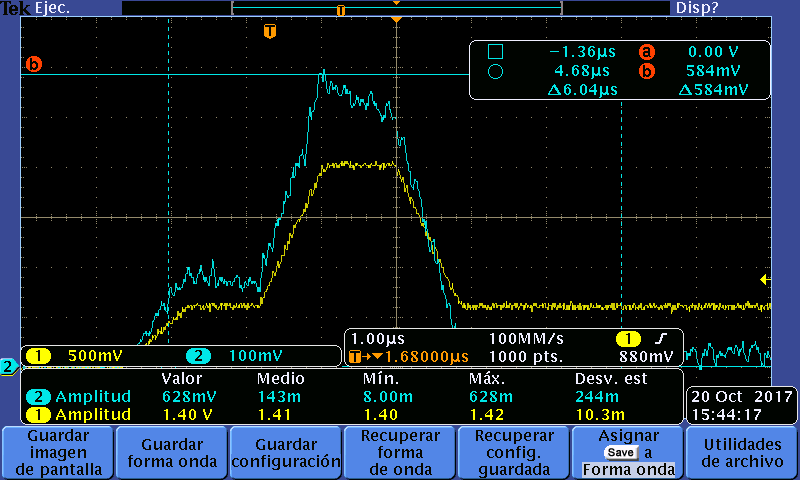 Tek Ejec. Disp?
T
T
b
−1.36µs a 0.00 V
4.68µs b 584mV
Δ6.04µs Δ584mV
1 500mV 2 100mV
1.00µs 100MM/s 1
T→▼1.68000µs 1000 pts. 880mV
2
Valor Medio Mín. Máx. Desv. est
2 Amplitud 628mV 143m 8.00m 628m 244m
1 Amplitud 1.40 V 1.41 1.40 1.42 10.3m
20 Oct 2017
15:44:17
Guardar
imagen
de pantalla
Guardar
forma onda
Guardar
configuración
Recuperar
forma
de onda
Recuperar
config.
guardada
Asignar
Save a
Forma onda
Utilidades
de archivo